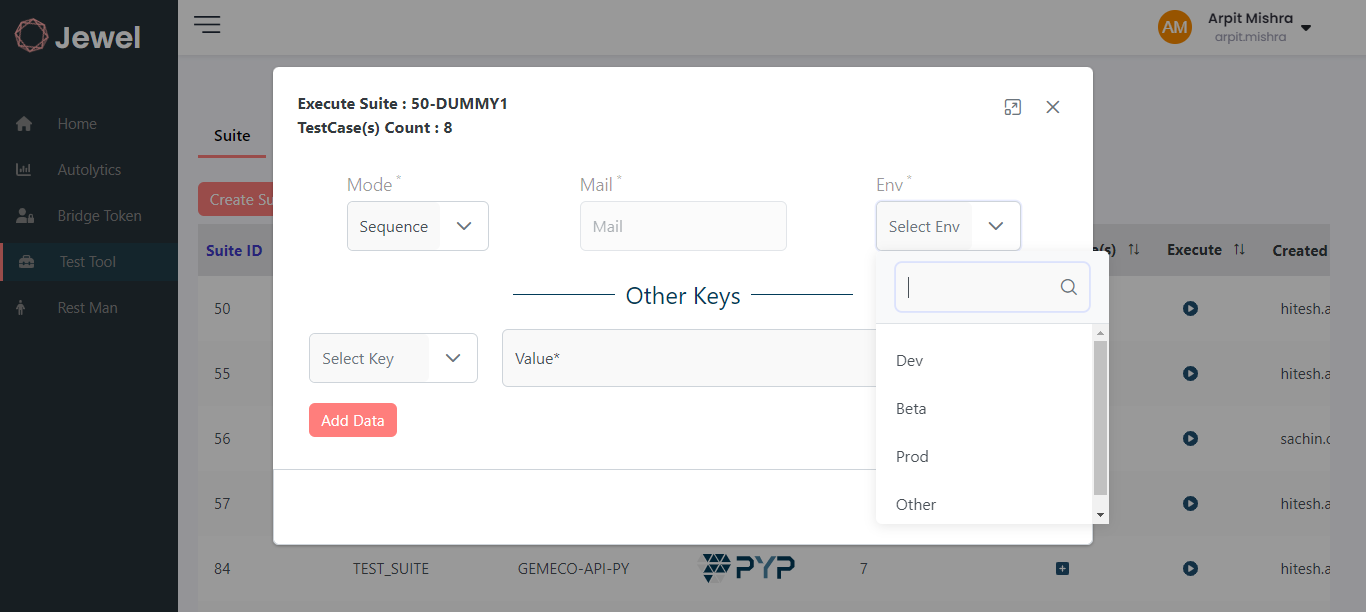 Jewel
AM
Arpit Mishra
arpit.mishra
Home
Autolytics
Bridge Token
Test Tool
Rest Man
Suite
Create Su
Execute Suite : 50-DUMMY1
TestCase(s) Count : 8
Mode *
Mail *
Env *
Sequence
Mail
Select Env
Other Keys
Select Key
Value*
Add Data
Dev
Beta
Prod
Other
Suite ID
e(s)
Execute
Created
50
hitesh.a
55
hitesh.a
56
sachin.c
57
hitesh.a
84
TEST_SUITE
GEMECO-API-PY
PYP
7
hitesh.a